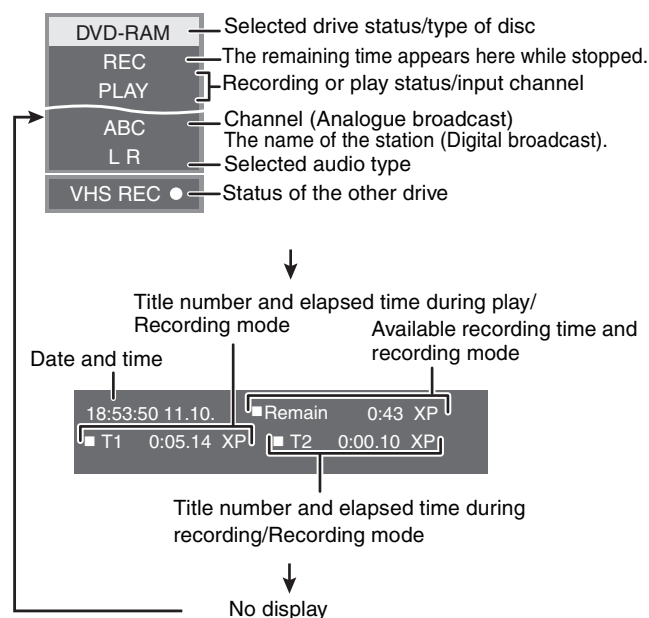 DVD-RAM
Selected drive status/type of disc
REC
The remaining time appears here while stopped.
PLAY
Recording or play status/input channel
ABC
Channel (Analogue broadcast)
The name of the station (Digital broadcast).
L R
Selected audio type
VHS REC ●
Status of the other drive
Title number and elapsed time during play/
Recording mode
Available recording time and
recording mode
Date and time
18:53:50 11.10.
■Remain 0:43 XP
■ T1 0:05.14 XP
■ T2 0:00.10 XP
Title number and elapsed time during
recording/Recording mode
No display